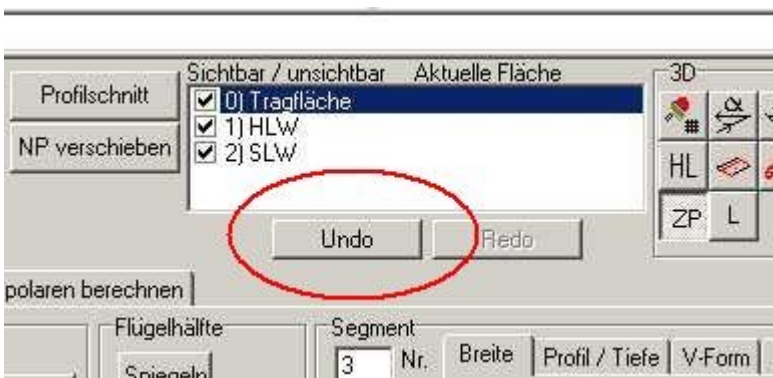 Sichtbar / unsichtbar Aktuelle Fläche
3D
Profilschnitt
0) Tragfläche
NP verschieben
1) HLW
2) SLW
HL
ZP L
Undo Redo
polaren berechnen
Flügelhälfte
Segment
Spiegeln
3 Nr. Breite Profil / Tiefe V-Form